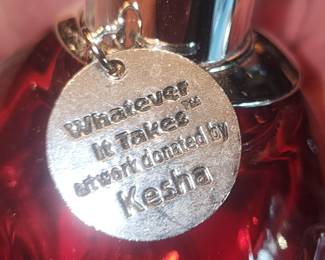 Whatever
It Takes™
artwork donated by
Kesha